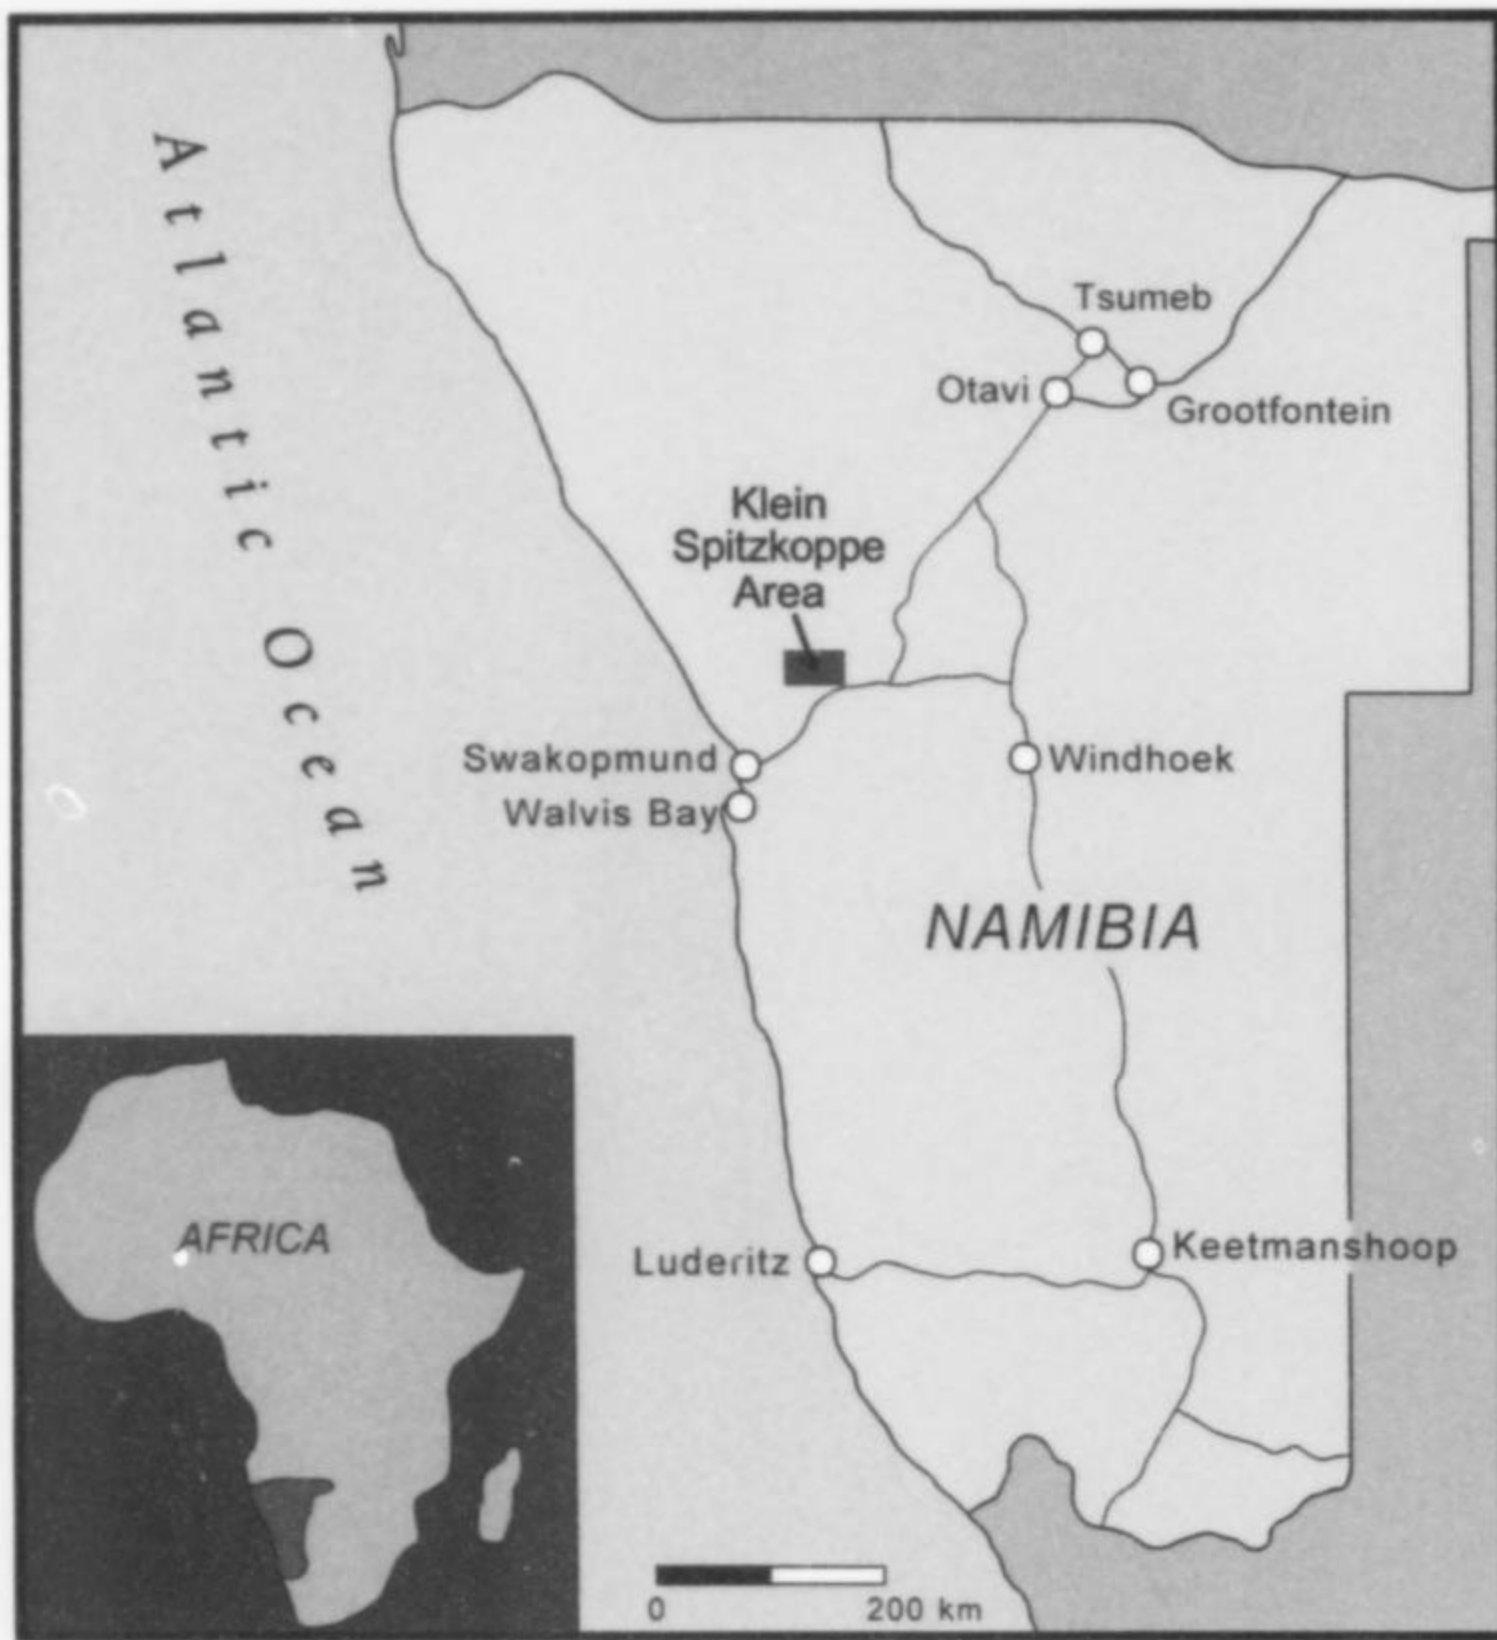 Atlantic Ocean
Tsumeb
Otavi
Grootfontein
Klein
Spitzkoppe
Area
Swakopmund
Windhoek
Walvis Bay
NAMIBIA
AFRICA
Luderitz
Keetmanshoop
0 200 km